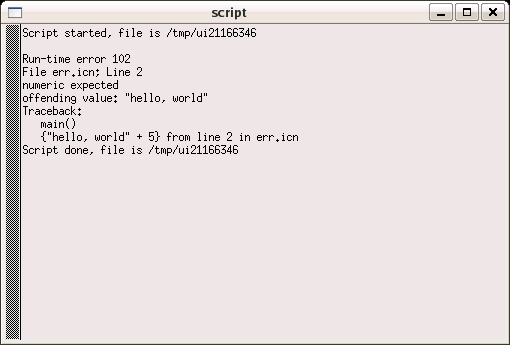 script
Script started, file is /tmp/ui21166346

Run-time error 102
File err.icn; Line 2
numeric expected
offending value: "hello, world"
Traceback:
   main()
   {"hello, world" + 5} from line 2 in err.icn
Script done, file is /tmp/ui21166346